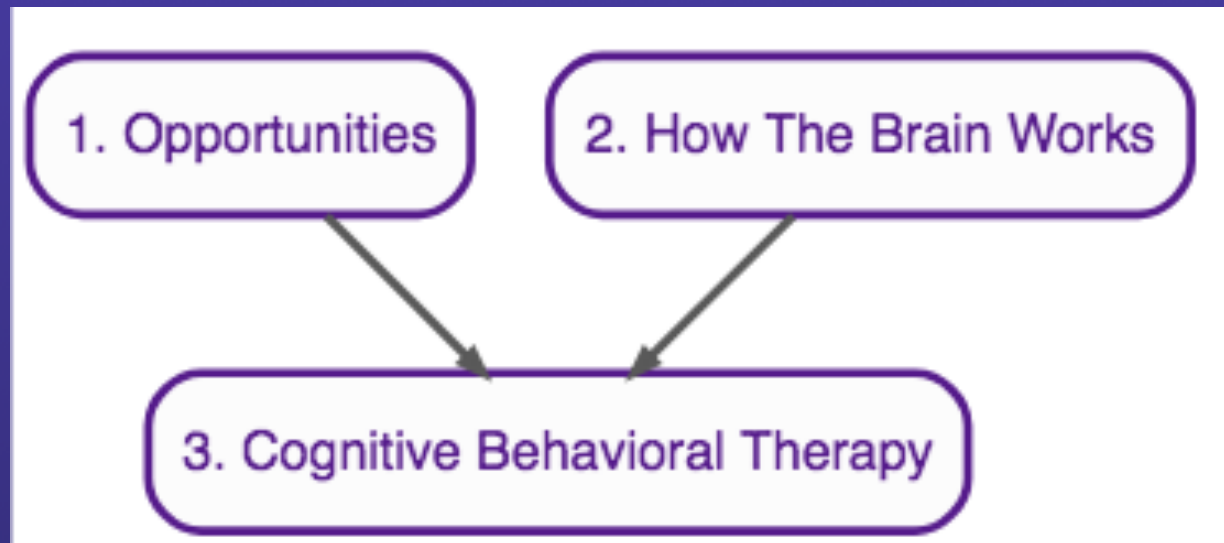 1. Opportunities
2. How The Brain Works
3. Cognitive Behavioral Therapy